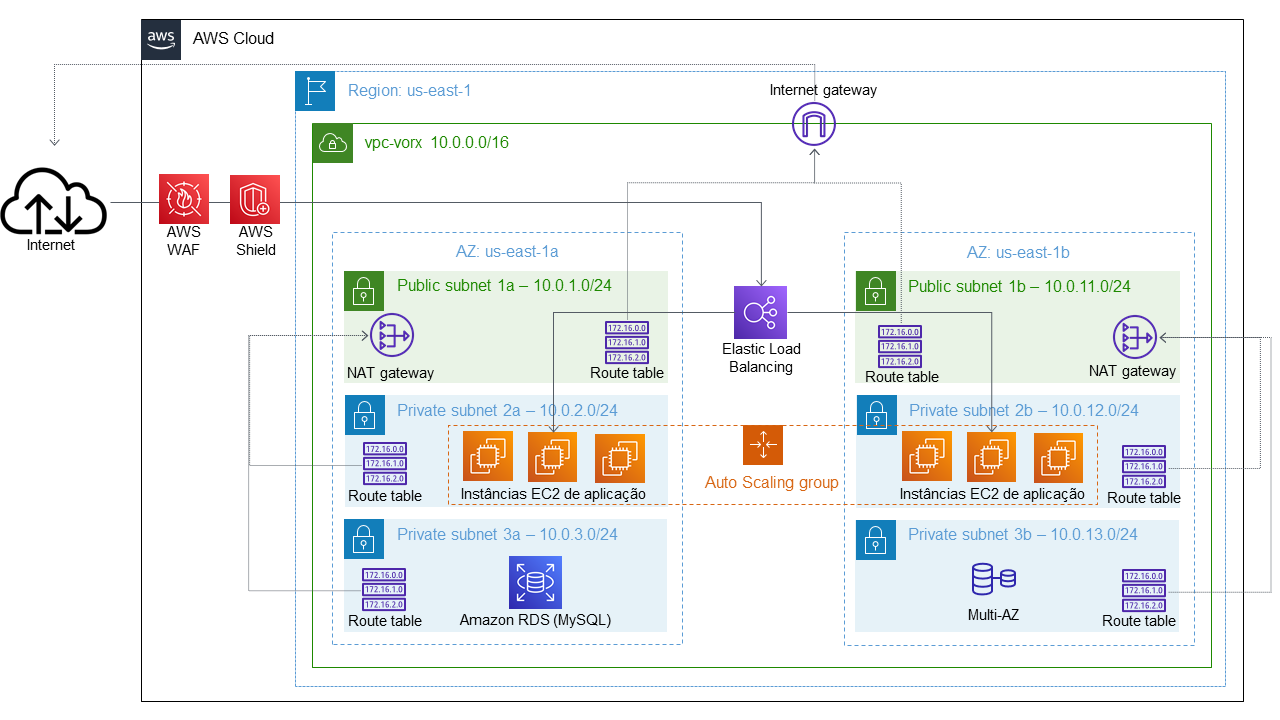 aws
AWS Cloud
Region: us-east-1
Internet gateway
vpc-vorx 10.0.0.0/16
Internet
AWS
WAF
AWS
Shield
AZ: us-east-1a
AZ: us-east-1b
Public subnet 1a – 10.0.1.0/24
172.16.0.0
172.16.1.0
172.16.2.0
NAT gateway
Route table
Elastic Load
Balancing
Public subnet 1b – 10.0.11.0/24
172.16.0.0
172.16.1.0
172.16.2.0
Route table
NAT gateway
Private subnet 2a – 10.0.2.0/24
172.16.0.0
172.16.1.0
172.16.2.0
Route table
Instâncias EC2 de aplicação
Auto Scaling group
Private subnet 2b – 10.0.12.0/24
Instâncias EC2 de aplicação
172.16.0.0
172.16.1.0
172.16.2.0
Route table
Private subnet 3a – 10.0.3.0/24
172.16.0.0
172.16.1.0
172.16.2.0
Route table
Amazon RDS (MySQL)
Private subnet 3b – 10.0.13.0/24
Multi-AZ
172.16.0.0
172.16.1.0
172.16.2.0
Route table